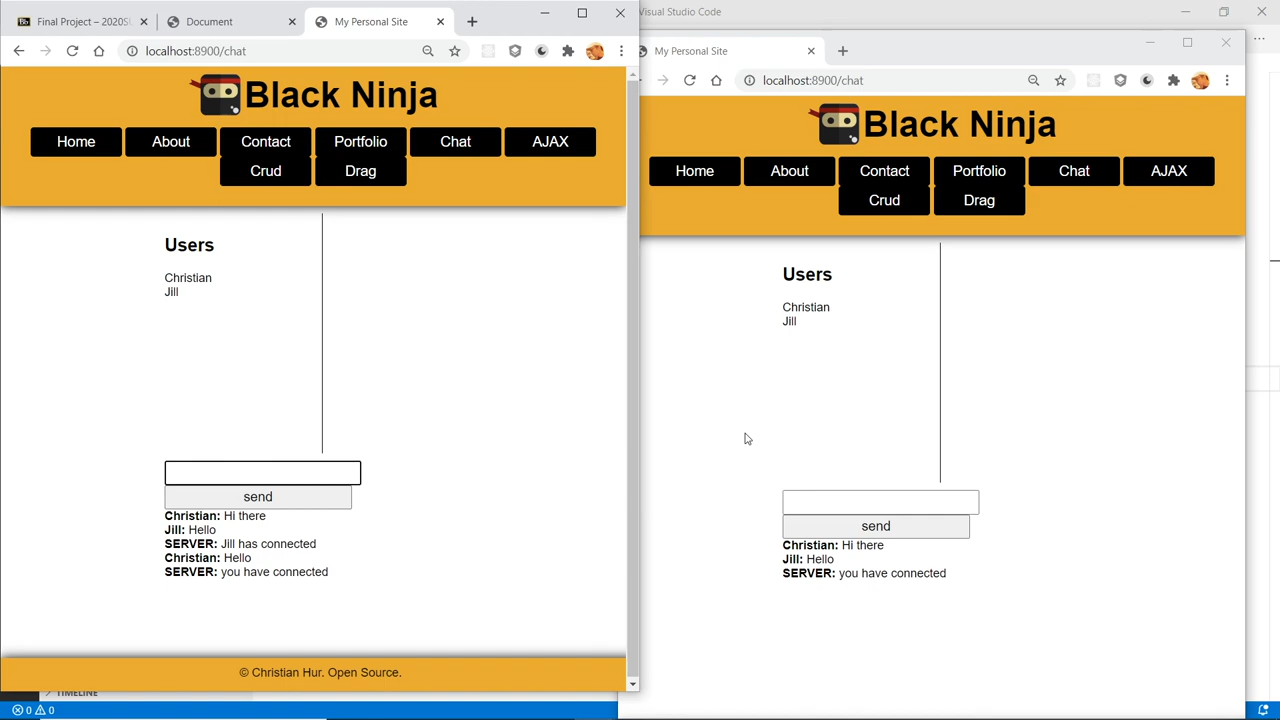 Final Project – 2020S
Document
My Personal Site
localhost:8900/chat
Black Ninja
Home About Contact Portfolio Chat AJAX
Crud Drag
Users
Christian
Jill
send
Christian: Hi there
Jill: Hello
SERVER: Jill has connected
Christian: Hello
SERVER: you have connected
© Christian Hur. Open Source.
TIMELINE
0 0
Visual Studio Code
My Personal Site
localhost:8900/chat
Black Ninja
Home About Contact Portfolio Chat AJAX
Crud Drag
Users
Christian
Jill
send
Christian: Hi there
Jill: Hello
SERVER: you have connected